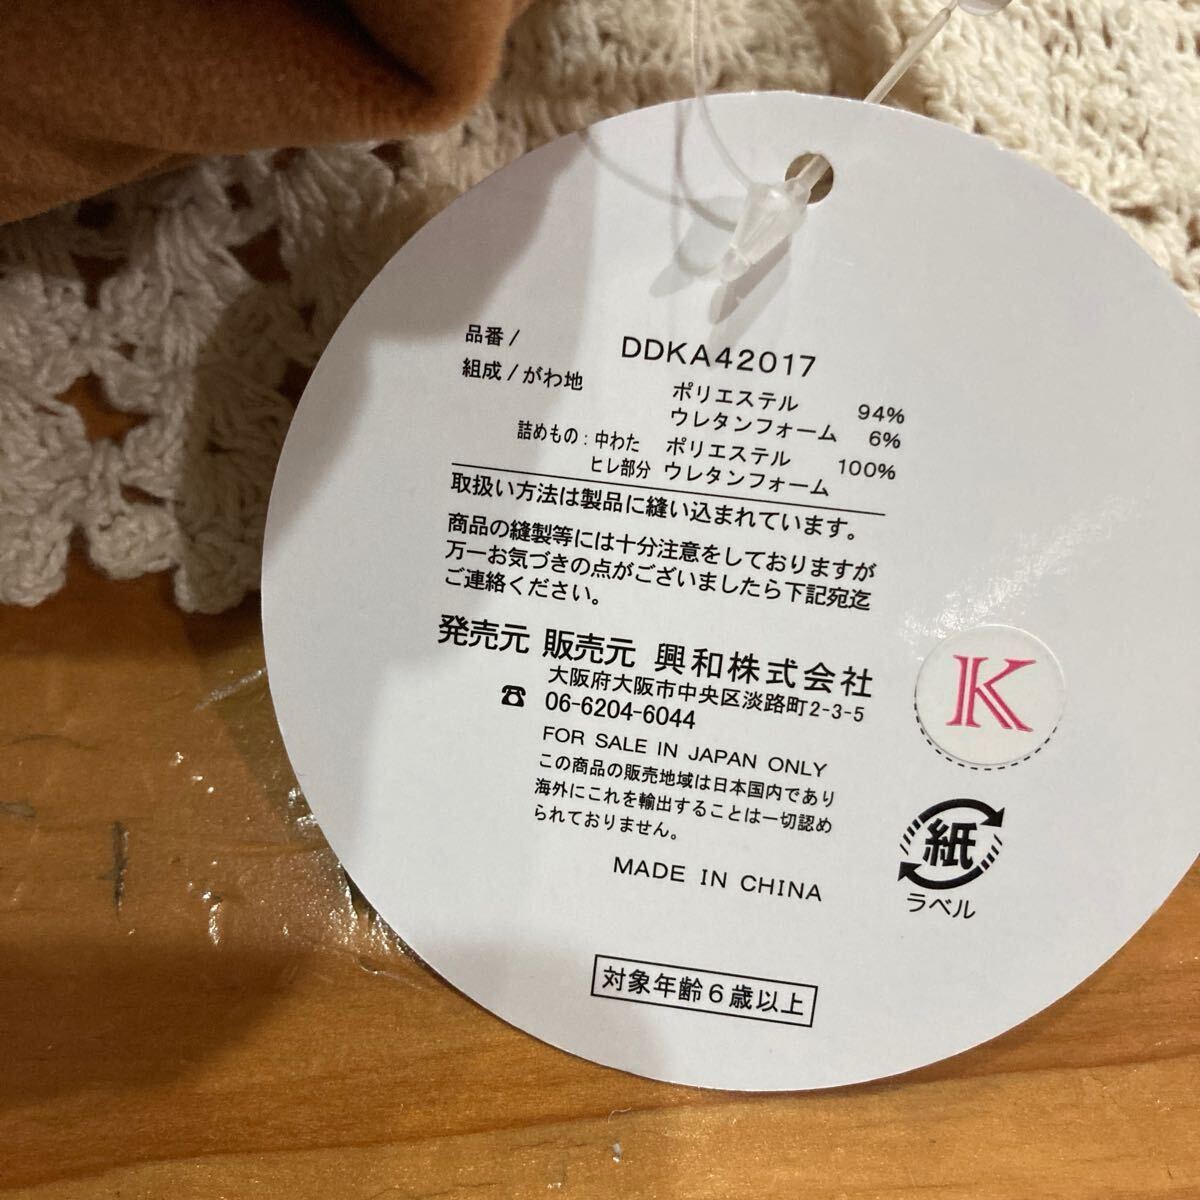 品番 / DDKA42017
組成 / がわ地 ポリエステル 94%
ウレタンフォーム 6%
詰めもの : 中わた ポリエステル 100%
ヒレ部分 ウレタンフォーム
取扱い方法は製品に縫い込まれています。
商品の縫製等には十分注意をしておりますが
万一お気づきの点がございましたら下記宛迄
ご連絡ください。
発売元 販売元 興和株式会社
大阪府大阪市中央区淡路町2-3-5
☎ 06-6204-6044
FOR SALE IN JAPAN ONLY
この商品の販売地域は日本国内であり
海外にこれを輸出することは一切認め
られておりません。
MADE IN CHINA
K
紙
ラベル
対象年齢6歳以上